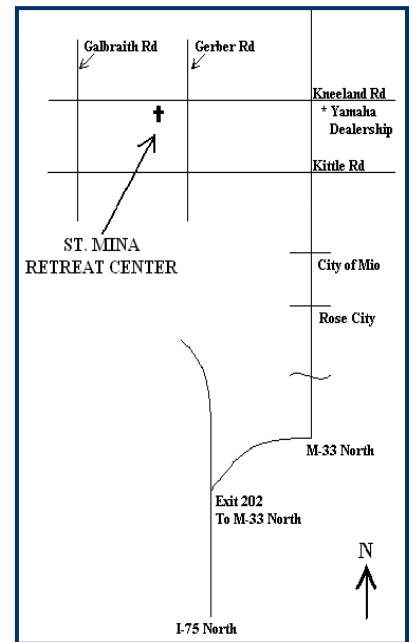 Galbraith Rd
Gerber Rd
Kneeland Rd
* Yamaha
Dealership
Kittle Rd
ST. MINA
RETREAT CENTER
City of Mio
Rose City
M-33 North
Exit 202
To M-33 North
N
I-75 North